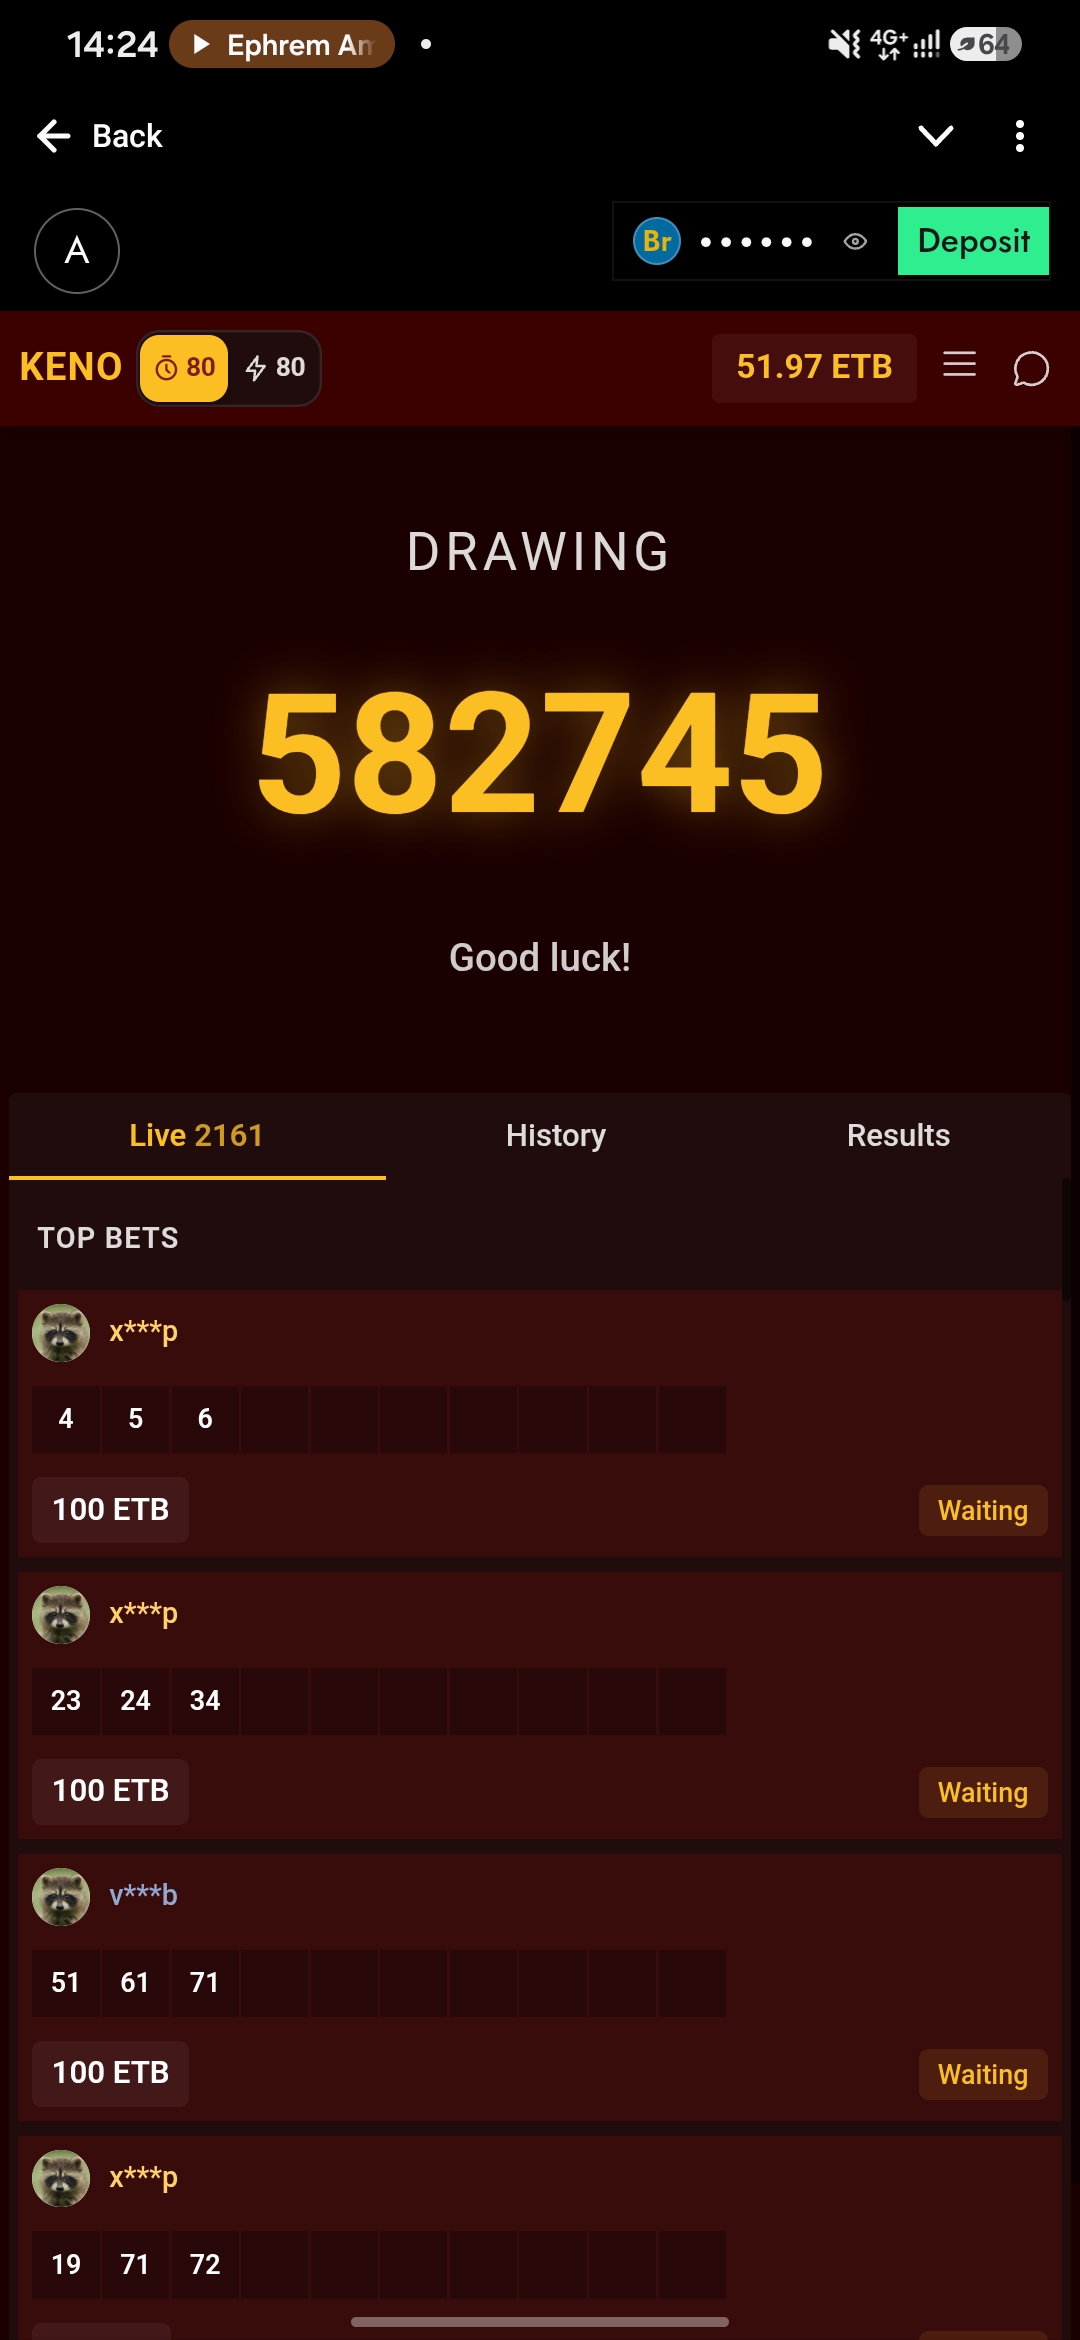 14:24 Ephrem Am 4G+ 64
Back
A Br •••••• Deposit
KENO 80 80 51.97 ETB
DRAWING
582745
Good luck!
Live 2161 History Results
TOP BETS
x***p
4 5 6
100 ETB Waiting
x***p
23 24 34
100 ETB Waiting
v***b
51 61 71
100 ETB Waiting
x***p
19 71 72